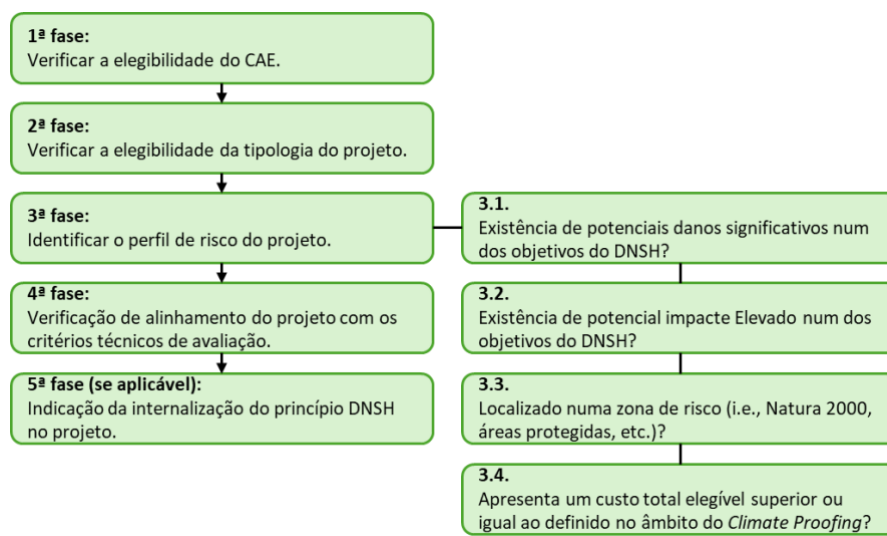 1ª fase:
Verificar a elegibilidade do CAE.
2ª fase:
Verificar a elegibilidade da tipologia do projeto.
3ª fase:
Identificar o perfil de risco do projeto.
4ª fase:
Verificação de alinhamento do projeto com os
critérios técnicos de avaliação.
5ª fase (se aplicável):
Indicação da internalização do princípio DNSH
no projeto.
3.1.
Existência de potenciais danos significativos num
dos objetivos do DNSH?
3.2.
Existência de potencial impacte Elevado num dos
objetivos do DNSH?
3.3.
Localizado numa zona de risco (i.e., Natura 2000,
áreas protegidas, etc.)?
3.4.
Apresenta um custo total elegível superior ou
igual ao definido no âmbito do Climate Proofing?